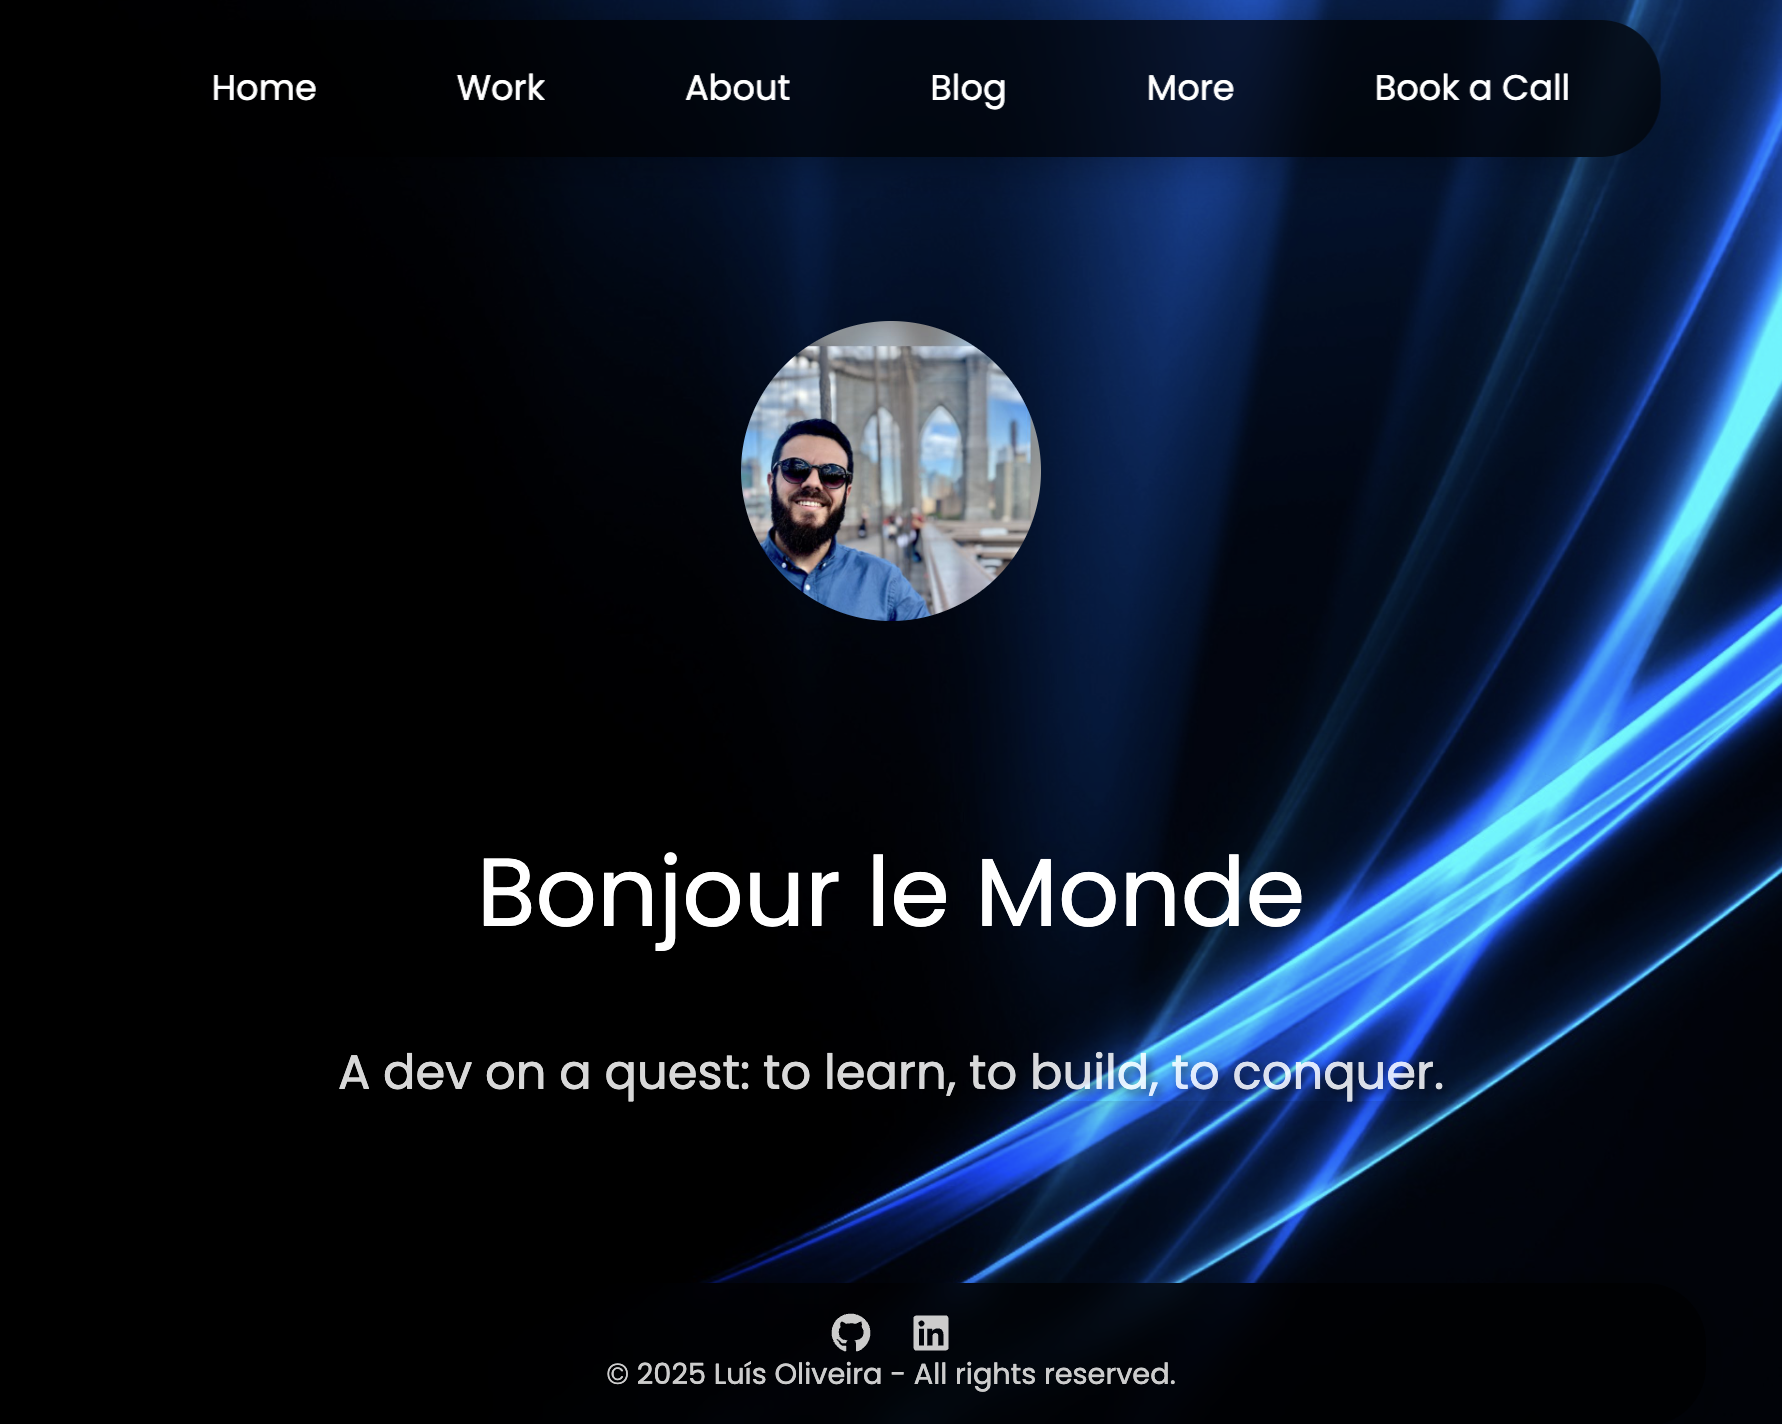 Home Work About Blog More Book a Call
Bonjour le Monde
A dev on a quest: to learn, to build, to conquer.
in
© 2025 Luís Oliveira - All rights reserved.